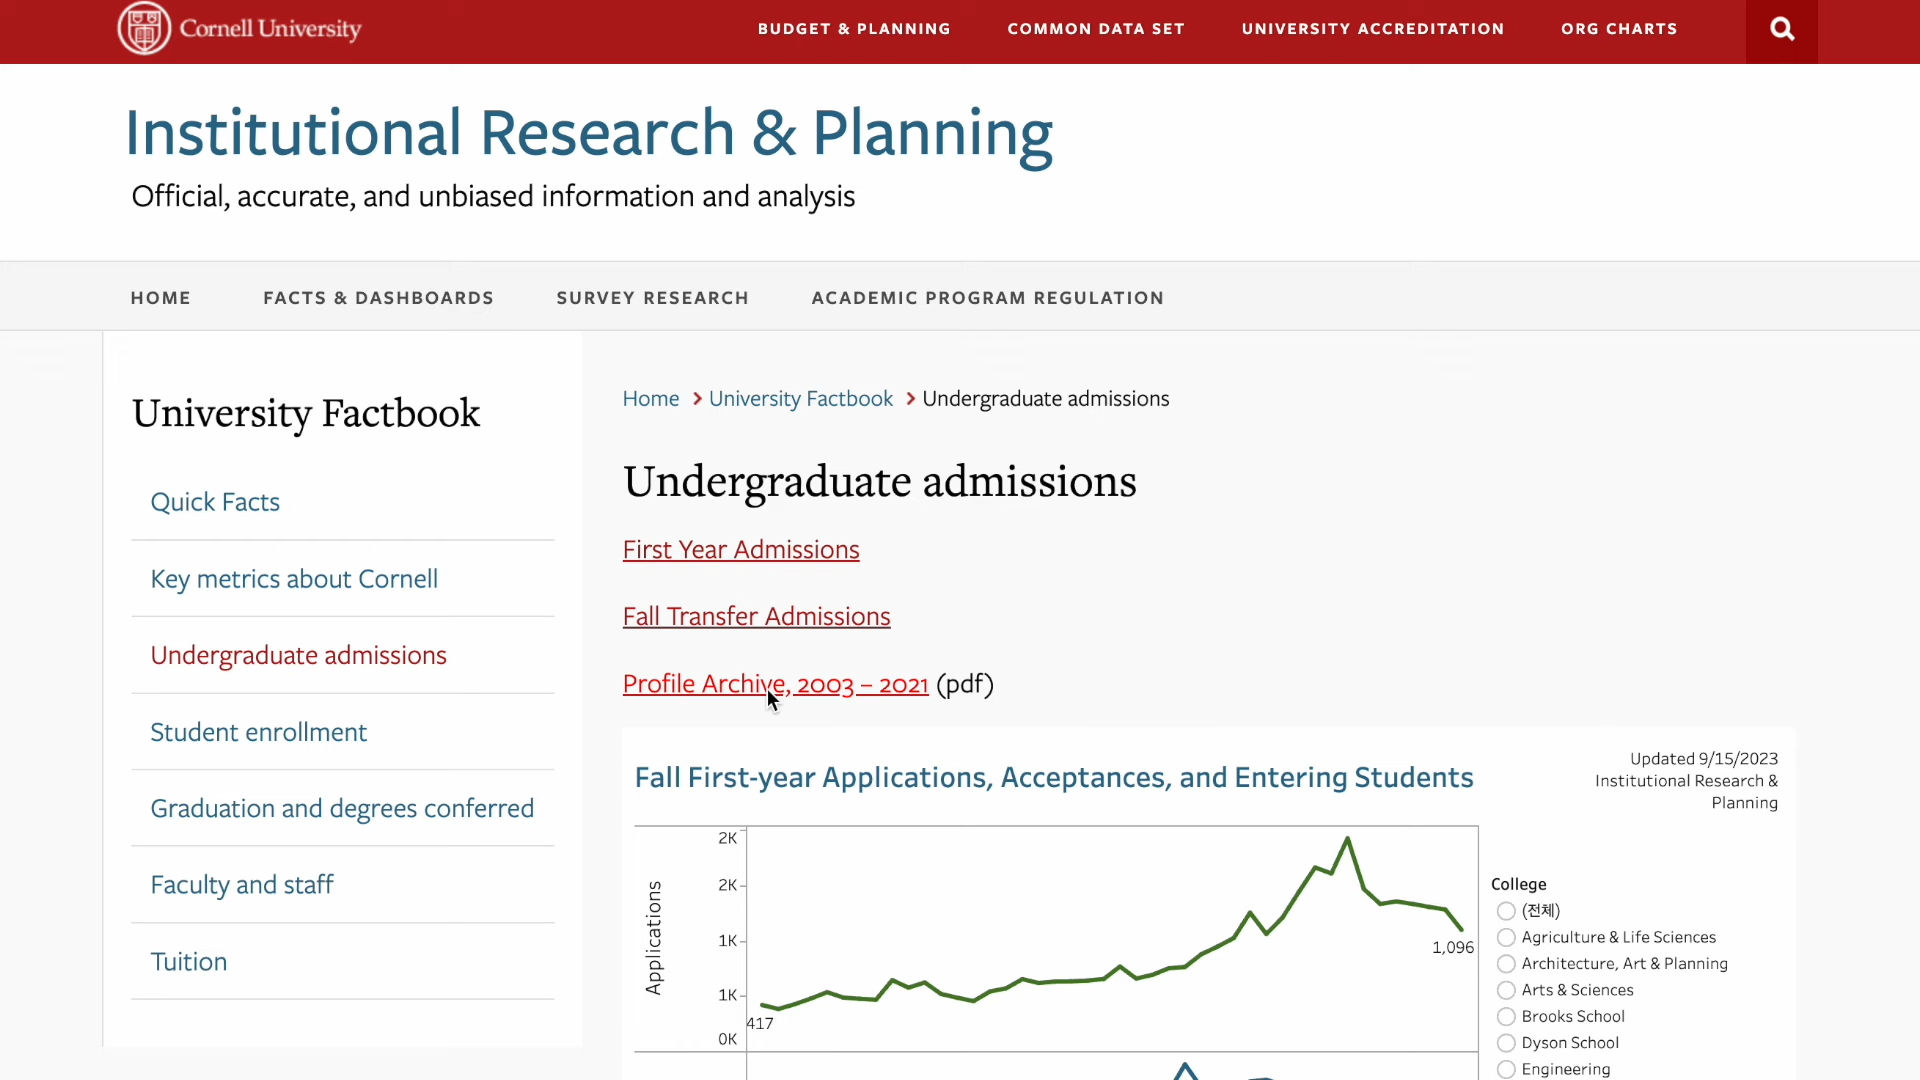 Cornell University
BUDGET & PLANNING
COMMON DATA SET
UNIVERSITY ACCREDITATION
ORG CHARTS
Institutional Research & Planning
Official, accurate, and unbiased information and analysis
HOME
FACTS & DASHBOARDS
SURVEY RESEARCH
ACADEMIC PROGRAM REGULATION
University Factbook
Quick Facts
Key metrics about Cornell
Undergraduate admissions
Student enrollment
Graduation and degrees conferred
Faculty and staff
Tuition
Home > University Factbook > Undergraduate admissions
Undergraduate admissions
First Year Admissions
Fall Transfer Admissions
Profile Archive, 2003 – 2021 (pdf)
Fall First-year Applications, Acceptances, and Entering Students
Updated 9/15/2023
Institutional Research &
Planning
2K
2K
1K
1K
0K
Applications
417
1,096
College
(전체)
Agriculture & Life Sciences
Architecture, Art & Planning
Arts & Sciences
Brooks School
Dyson School
Engineering